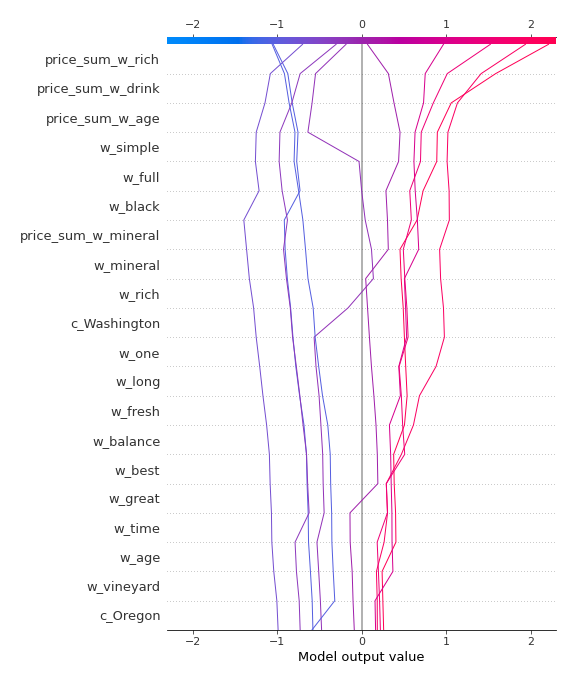 −2 −1 0 1 2
price_sum_w_rich
price_sum_w_drink
price_sum_w_age
w_simple
w_full
w_black
price_sum_w_mineral
w_mineral
w_rich
c_Washington
w_one
w_long
w_fresh
w_balance
w_best
w_great
w_time
w_age
w_vineyard
c_Oregon
−2 −1 0 1 2
Model output value